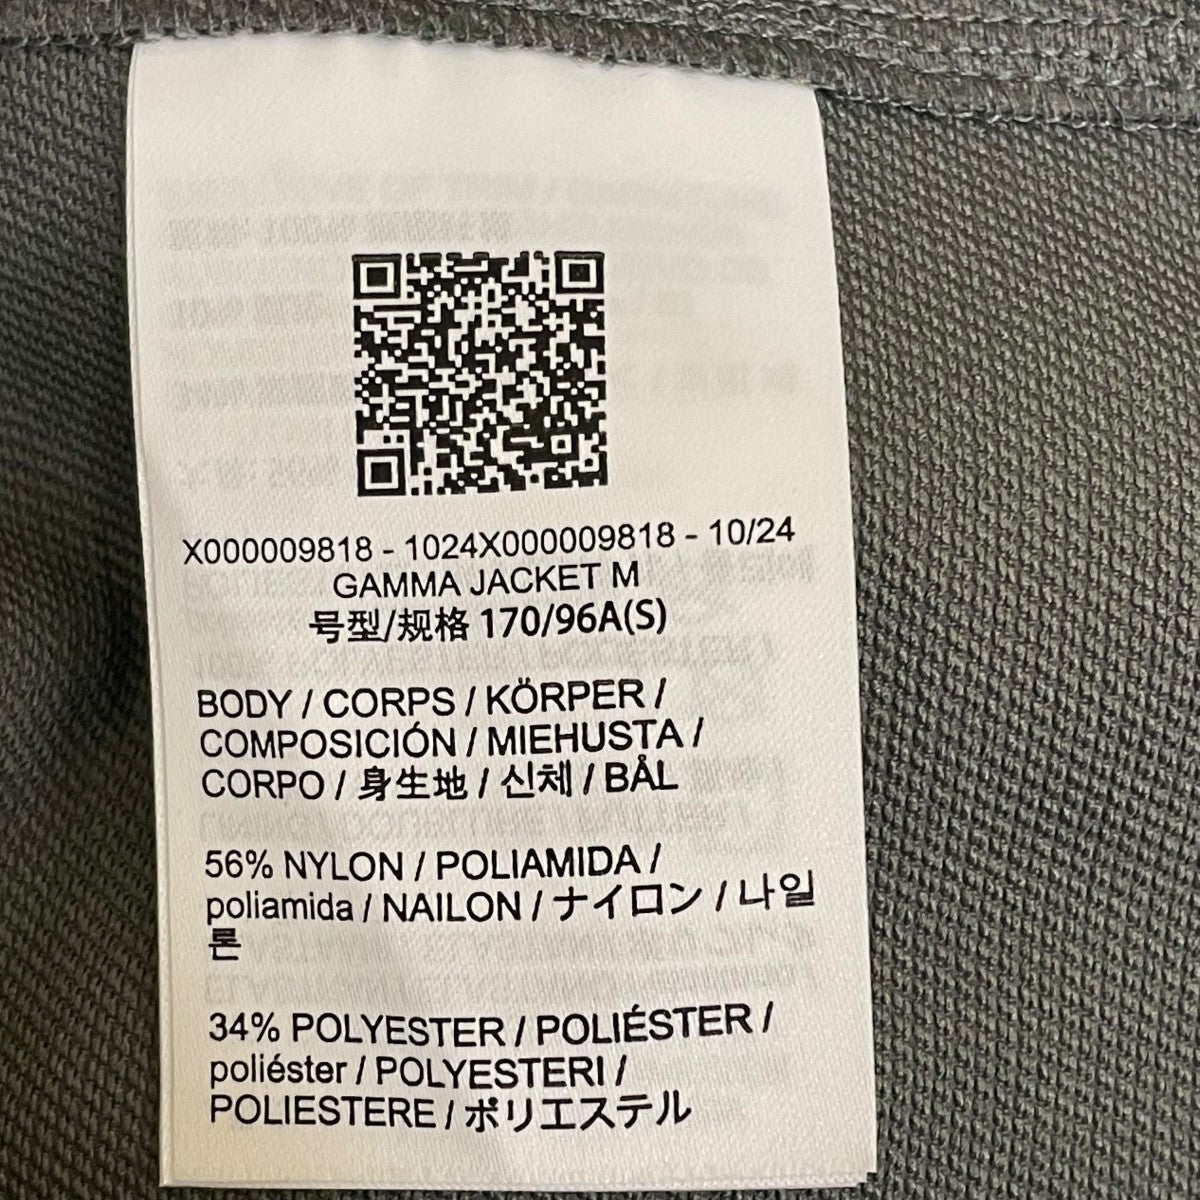 X000009818 - 1024X000009818 - 10/24
GAMMA JACKET M
号型/规格 170/96A(S)
BODY / CORPS / KÖRPER /
COMPOSICIÓN / MIEHUSTA /
CORPO / 身生地 / 신체 / BÅL
56% NYLON / POLIAMIDA /
poliamida / NAILON / ナイロン / 나일
론
34% POLYESTER / POLIÉSTER /
poliéster / POLYESTERI /
POLIESTERE / ポリエステル